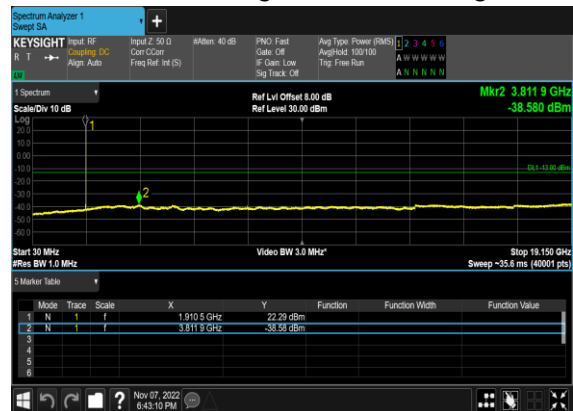 Spectrum Analyzer 1
Swept SA
+
KEYSIGHT Input: RF Input Z: 50 Ω #Atten: 40 dB PNO: Fast Avg Type: Power (RMS) 1 2 3 4 5 6
R T Coupling: DC Corr CCorr Gate: Off Avg|Hold: 100/100 A W W W W W
Align: Auto Freq Ref: Int (S) IF Gain: Low Trig: Free Run
LW Sig Track: Off A N N N N N
1 Spectrum Ref Lvl Offset 8.00 dB Mkr2 3.811 9 GHz
Scale/Div 10 dB Ref Level 30.00 dBm -38.580 dBm
Log
1
20.0
10.0
0.00
-10.0
DL1 -13.00 dBm
-20.0
-30.0
2
-40.0
-50.0
-60.0
Start 30 MHz Video BW 3.0 MHz* Stop 19.150 GHz
#Res BW 1.0 MHz Sweep ~35.6 ms (40001 pts)
5 Marker Table
Mode Trace Scale X Y Function Function Width Function Value
1 N 1 f 1.910 5 GHz 22.29 dBm
2 N 1 f 3.811 9 GHz -38.58 dBm
3
4
5
6
? Nov 07, 2022
6:43:10 PM